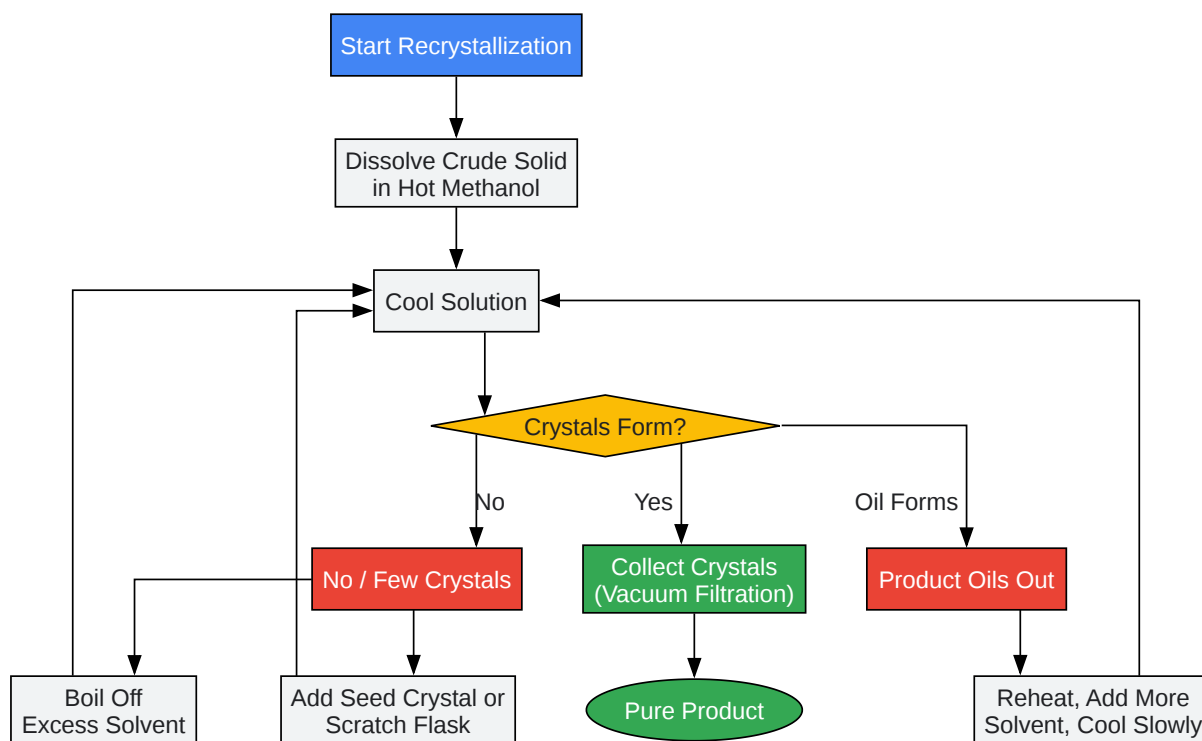 Start Recrystallization
Dissolve Crude Solid
in Hot Methanol
Cool Solution
Crystals Form?
No
Yes
Oil Forms
No / Few Crystals
Collect Crystals
(Vacuum Filtration)
Product Oils Out
Boil Off
Excess Solvent
Add Seed Crystal or
Scratch Flask
Pure Product
Reheat, Add More
Solvent, Cool Slowly